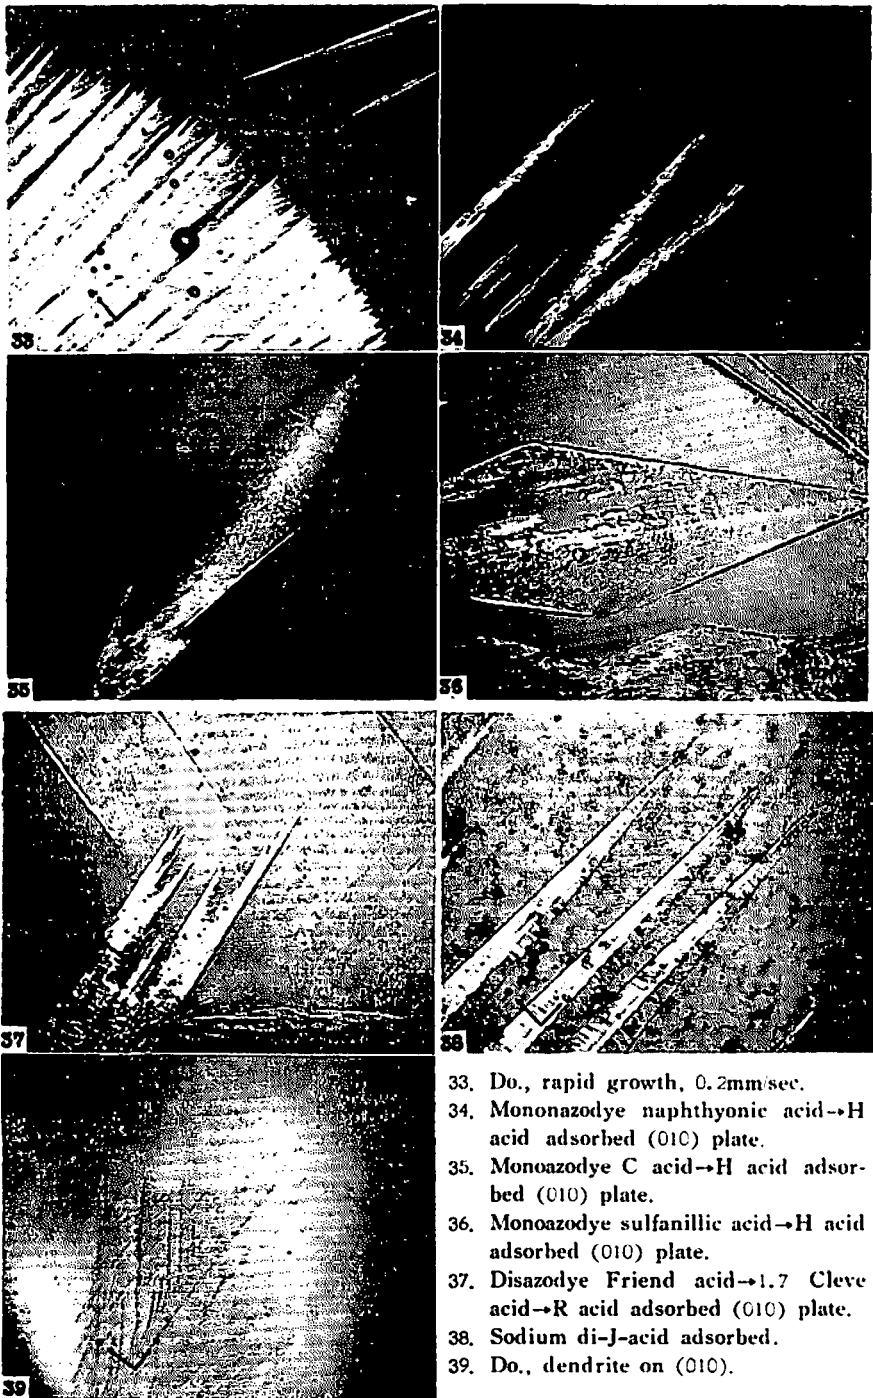 33
34
35
36
37
38
39
33. Do., rapid growth, 0.2mm/sec.
34. Mononazodye naphthyonic acid→H
acid adsorbed (010) plate.
35. Monoazodye C acid→H acid adsor-
bed (010) plate.
36. Monoazodye sulfanillic acid→H acid
adsorbed (010) plate.
37. Disazodye Friend acid→1.7 Cleve
acid→R acid adsorbed (010) plate.
38. Sodium di-J-acid adsorbed.
39. Do., dendrite on (010).